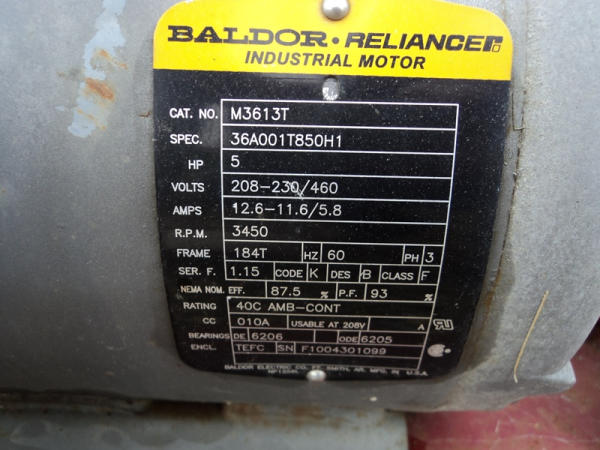 BALDOR • RELIANCER
INDUSTRIAL MOTOR
CAT. NO. M3613T
SPEC. 36A001T850H1
HP 5
VOLTS 208-230/460
AMPS 12.6-11.6/5.8
R.P.M. 3450
FRAME 184T HZ 60 PH 3
SER. F. 1.15 CODE K DES B CLASS F
NEMA NOM. EFF. 87.5 % P.F. 93 %
RATING 40C AMB-CONT
CC 010A USABLE AT 208V A
BEARINGS DE 6206 ODE 6205
ENCL. TEFC SN F1004301099
BALDOR ELECTRIC CO. FT. SMITH, AR. MFG. IN U.S.A.